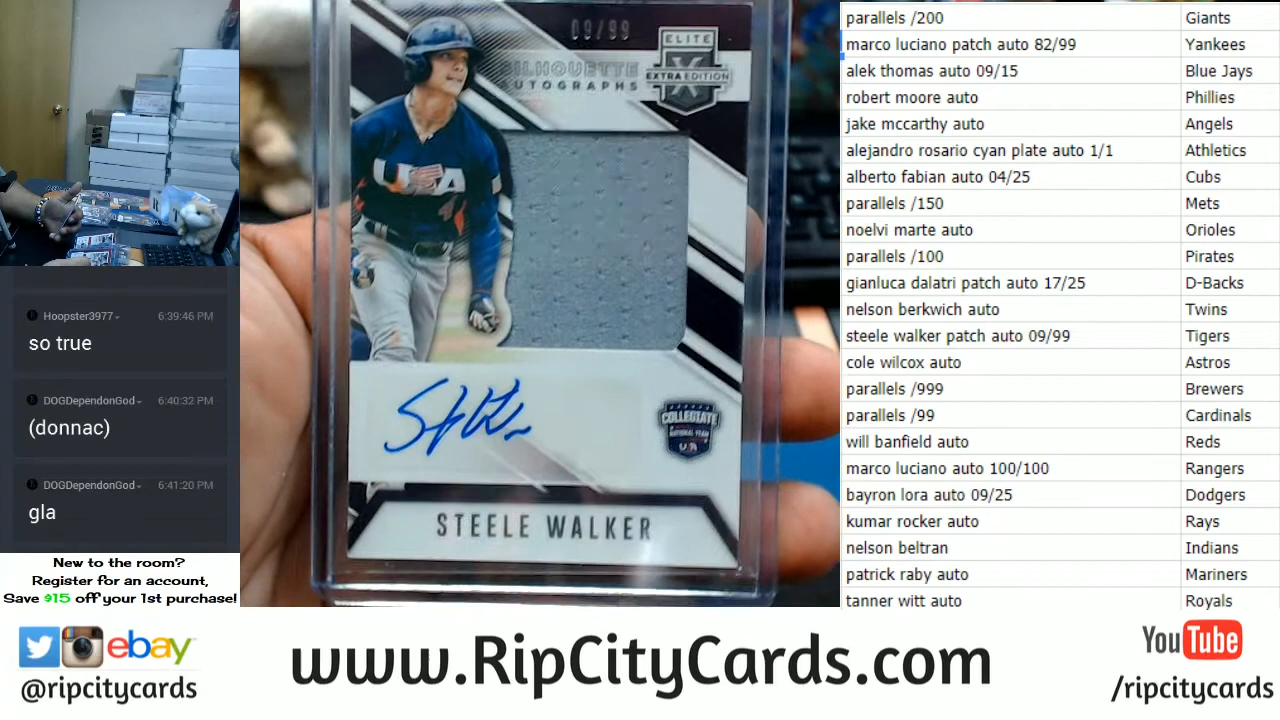 Hoopster3977 6:39:46 PM
so true
DOGDependonGod 6:40:32 PM
(donnac)
DOGDependonGod 6:41:20 PM
gla
New to the room?
Register for an account,
Save $15 off your 1st purchase!
09/99
ELITE
EXTRA EDITION
SILHOUETTE
AUTOGRAPHS
USA
COLLEGIATE
NATIONAL TEAM
STEELE WALKER
parallels /200 Giants
marco luciano patch auto 82/99 Yankees
alek thomas auto 09/15 Blue Jays
robert moore auto Phillies
jake mccarthy auto Angels
alejandro rosario cyan plate auto 1/1 Athletics
alberto fabian auto 04/25 Cubs
parallels /150 Mets
noelvi marte auto Orioles
parallels /100 Pirates
gianluca dalatri patch auto 17/25 D-Backs
nelson berkwich auto Twins
steele walker patch auto 09/99 Tigers
cole wilcox auto Astros
parallels /999 Brewers
parallels /99 Cardinals
will banfield auto Reds
marco luciano auto 100/100 Rangers
bayron lora auto 09/25 Dodgers
kumar rocker auto Rays
nelson beltran Indians
patrick raby auto Mariners
tanner witt auto Royals
ebay
@ripcitycards
www.RipCityCards.com
YouTube
/ripcitycards